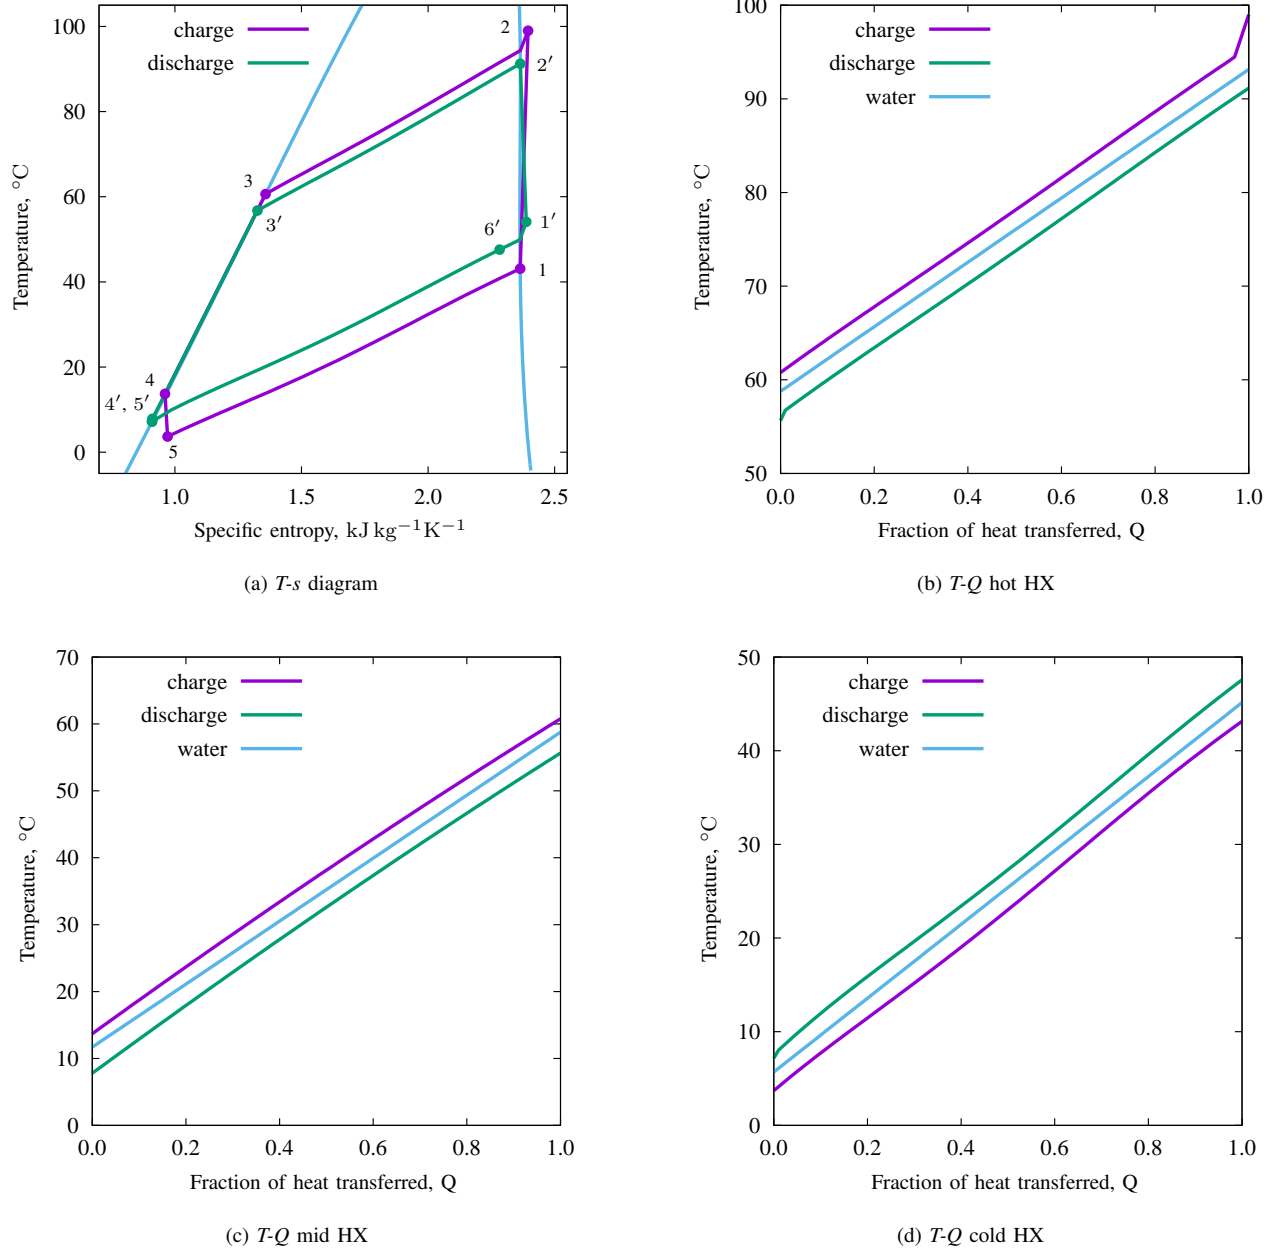 100
80
60
40
20
0
Temperature, °C
charge
discharge
2
2′
3
3′
6′
1′
1
4
4′, 5′
5
1.0 1.5 2.0 2.5
Specific entropy, kJ kg⁻¹K⁻¹
(a) T-s diagram
100
90
80
70
60
50
Temperature, °C
charge
discharge
water
0.0 0.2 0.4 0.6 0.8 1.0
Fraction of heat transferred, Q
(b) T-Q hot HX
70
60
50
40
30
20
10
0
Temperature, °C
charge
discharge
water
0.0 0.2 0.4 0.6 0.8 1.0
Fraction of heat transferred, Q
(c) T-Q mid HX
50
40
30
20
10
0
Temperature, °C
charge
discharge
water
0.0 0.2 0.4 0.6 0.8 1.0
Fraction of heat transferred, Q
(d) T-Q cold HX